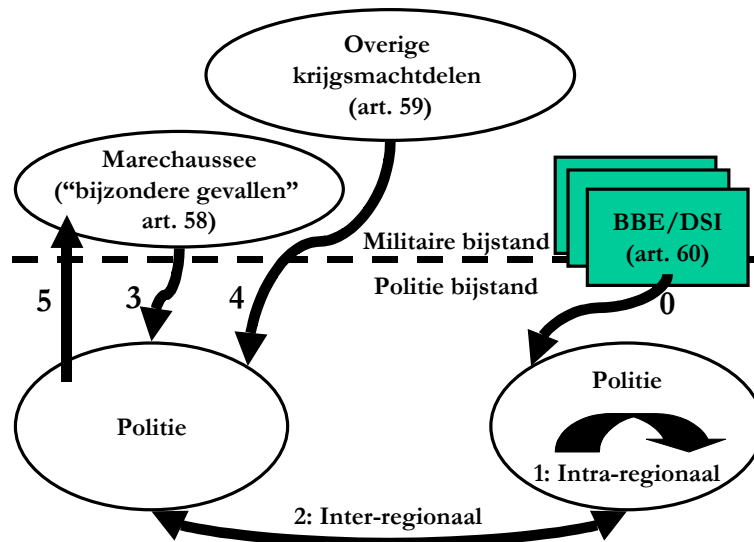 Overige
krijgsmachtdelen
(art. 59)
Marechaussee
(“bijzondere gevallen”
art. 58)
BBE/DSI
(art. 60)
Militaire bijstand
Politie bijstand
5
3
4
0
Politie
Politie
1: Intra-regionaal
2: Inter-regionaal